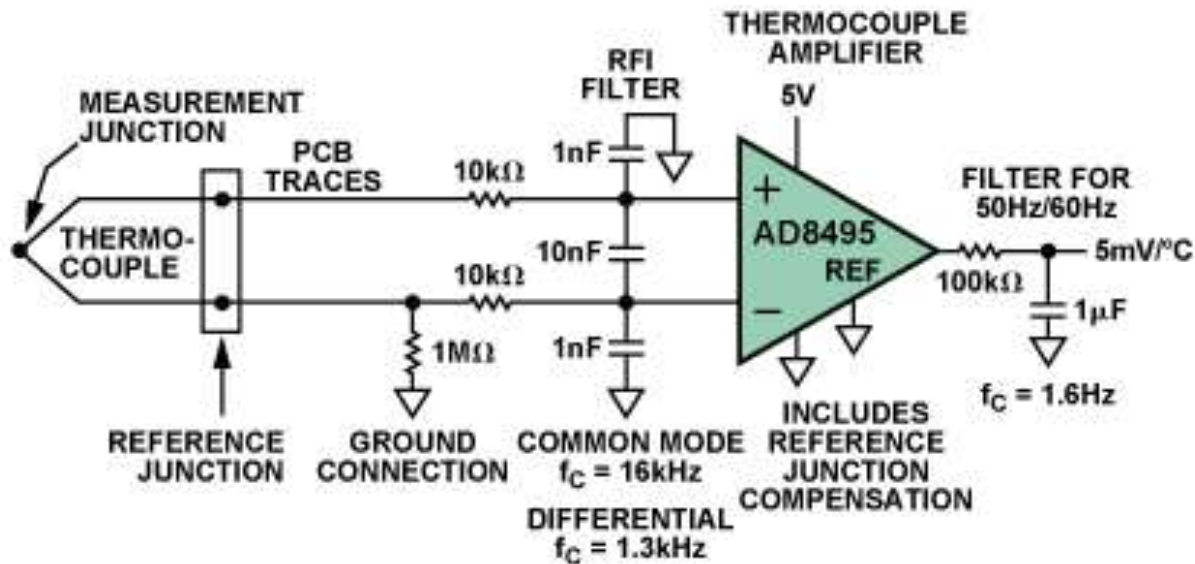 THERMOCOUPLE
AMPLIFIER
5V
RFI
FILTER
MEASUREMENT
JUNCTION
PCB
TRACES
10kΩ
1nF
THERMO-
COUPLE
10kΩ
10nF
1MΩ
1nF
+
AD8495
REF
−
FILTER FOR
50Hz/60Hz
5mV/°C
100kΩ
1µF
fC = 1.6Hz
REFERENCE
JUNCTION
GROUND
CONNECTION
COMMON MODE
fC = 16kHz
DIFFERENTIAL
fC = 1.3kHz
INCLUDES
REFERENCE
JUNCTION
COMPENSATION